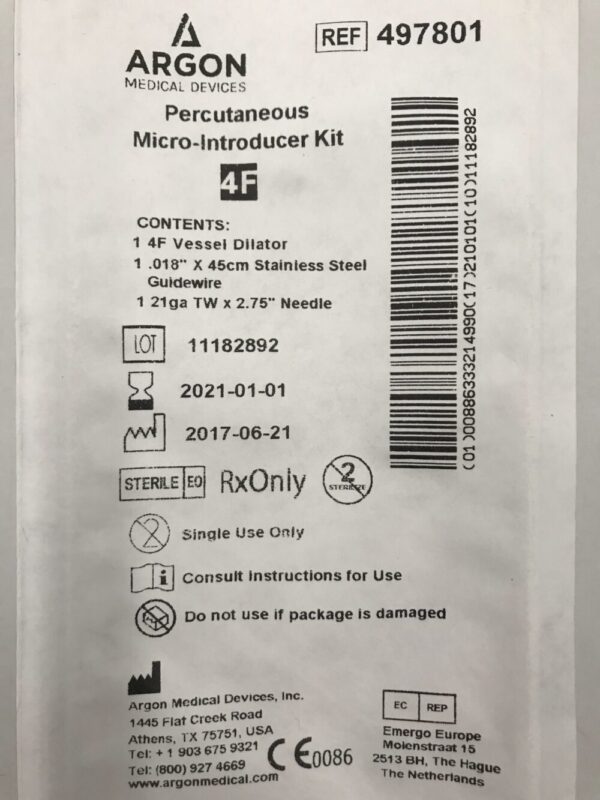 ARGON
MEDICAL DEVICES
REF 497801
Percutaneous
Micro-Introducer Kit
4F
CONTENTS:
1 4F Vessel Dilator
1 .018" X 45cm Stainless Steel
Guidewire
1 21ga TW x 2.75" Needle
(01)00886333214990(17)210101(10)11182892
LOT 11182892
2021-01-01
2017-06-21
STERILE EO RxOnly 2 STERILIZE
2 Single Use Only
i Consult Instructions for Use
Do not use if package is damaged
Argon Medical Devices, Inc.
1445 Flat Creek Road
Athens, TX 75751, USA
Tel: + 1 903 675 9321
Tel: (800) 927 4669
www.argonmedical.com
CE0086
EC REP
Emergo Europe
Molenstraat 15
2513 BH, The Hague
The Netherlands